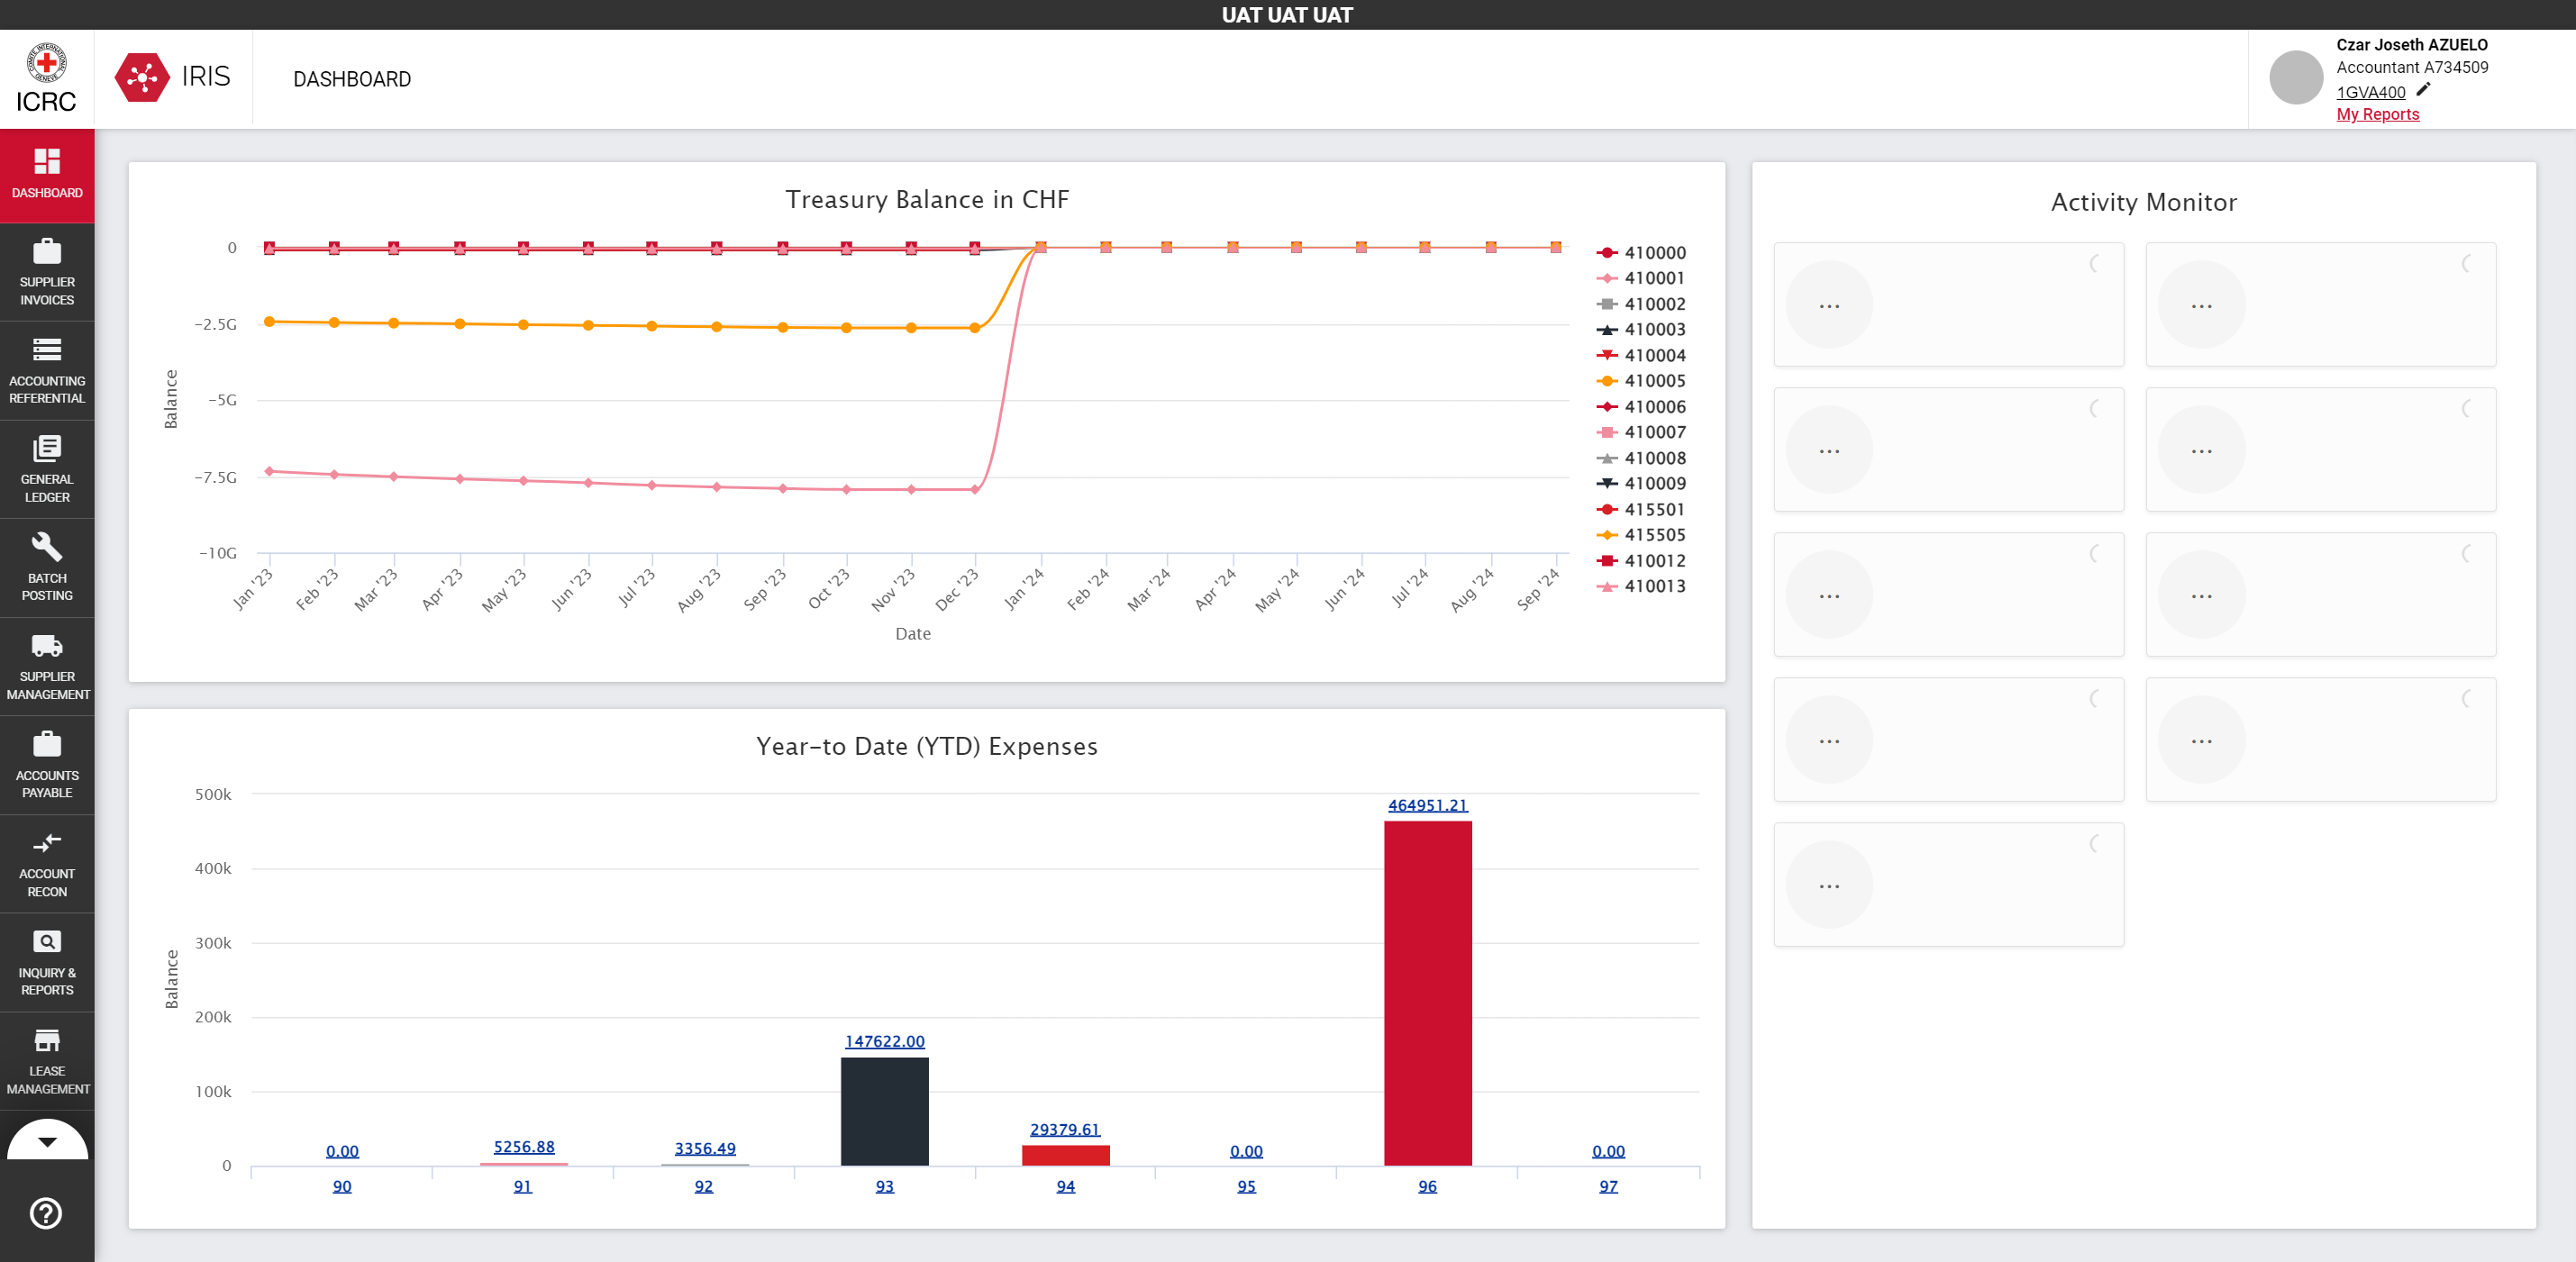 UAT UAT UAT
ICRC
IRIS
DASHBOARD
Czar Joseth AZUELO
Accountant A734509
1GVA400
My Reports
DASHBOARD
SUPPLIER
INVOICES
ACCOUNTING
REFERENTIAL
GENERAL
LEDGER
BATCH
POSTING
SUPPLIER
MANAGEMENT
ACCOUNTS
PAYABLE
ACCOUNT
RECON
INQUIRY &
REPORTS
LEASE
MANAGEMENT
Treasury Balance in CHF
Balance
0
-2.5G
-5G
-7.5G
-10G
Jan '23
Feb '23
Mar '23
Apr '23
May '23
Jun '23
Jul '23
Aug '23
Sep '23
Oct '23
Nov '23
Dec '23
Jan '24
Feb '24
Mar '24
Apr '24
May '24
Jun '24
Jul '24
Aug '24
Sep '24
Date
410000
410001
410002
410003
410004
410005
410006
410007
410008
410009
415501
415505
410012
410013
Year-to Date (YTD) Expenses
Balance
500k
400k
300k
200k
100k
0
0.00
5256.88
3356.49
147622.00
29379.61
0.00
464951.21
0.00
90
91
92
93
94
95
96
97
Activity Monitor
...
...
...
...
...
...
...
...
...